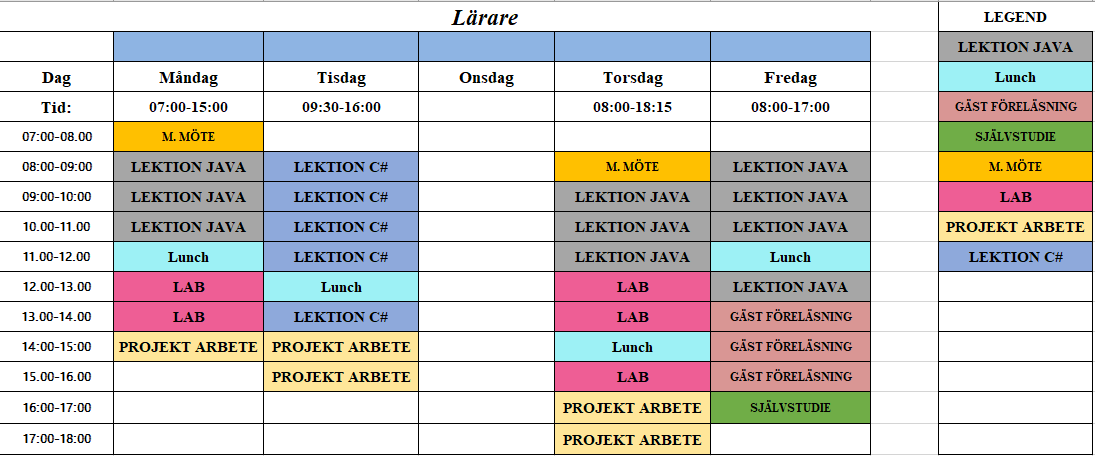 Lärare LEGEND
LEKTION JAVA
Dag Måndag Tisdag Onsdag Torsdag Fredag Lunch
Tid: 07:00-15:00 09:30-16:00 08:00-18:15 08:00-17:00 GÄST FÖRELÄSNING
07:00-08.00 M. MÖTE SJÄLVSTUDIE
08:00-09:00 LEKTION JAVA LEKTION C# M. MÖTE LEKTION JAVA M. MÖTE
09:00-10:00 LEKTION JAVA LEKTION C# LEKTION JAVA LEKTION JAVA LAB
10.00-11.00 LEKTION JAVA LEKTION C# LEKTION JAVA LEKTION JAVA PROJEKT ARBETE
11.00-12.00 Lunch LEKTION C# LEKTION JAVA Lunch LEKTION C#
12.00-13.00 LAB Lunch LAB LEKTION JAVA
13.00-14.00 LAB LEKTION C# LAB GÄST FÖRELÄSNING
14:00-15:00 PROJEKT ARBETE PROJEKT ARBETE Lunch GÄST FÖRELÄSNING
15.00-16.00 PROJEKT ARBETE LAB GÄST FÖRELÄSNING
16:00-17:00 PROJEKT ARBETE SJÄLVSTUDIE
17:00-18:00 PROJEKT ARBETE